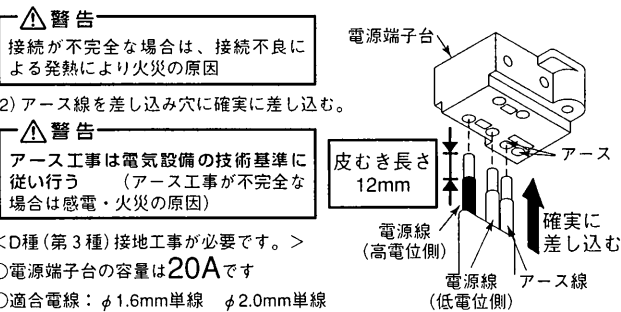 ⚠警告
接続が不完全な場合は、接続不良に
よる発熱により火災の原因
2) アース線を差し込み穴に確実に差し込む。
⚠警告
アース工事は電気設備の技術基準に
従い行う （アース工事が不完全な
場合は感電・火災の原因）
＜D種(第3種)接地工事が必要です。＞
○電源端子台の容量は20Aです
○適合電線：φ1.6mm単線 φ2.0mm単線
電源端子台
アース
皮むき長さ
12mm
電源線
(高電位側)
確実に
差し込む
電源線
(低電位側)
アース線